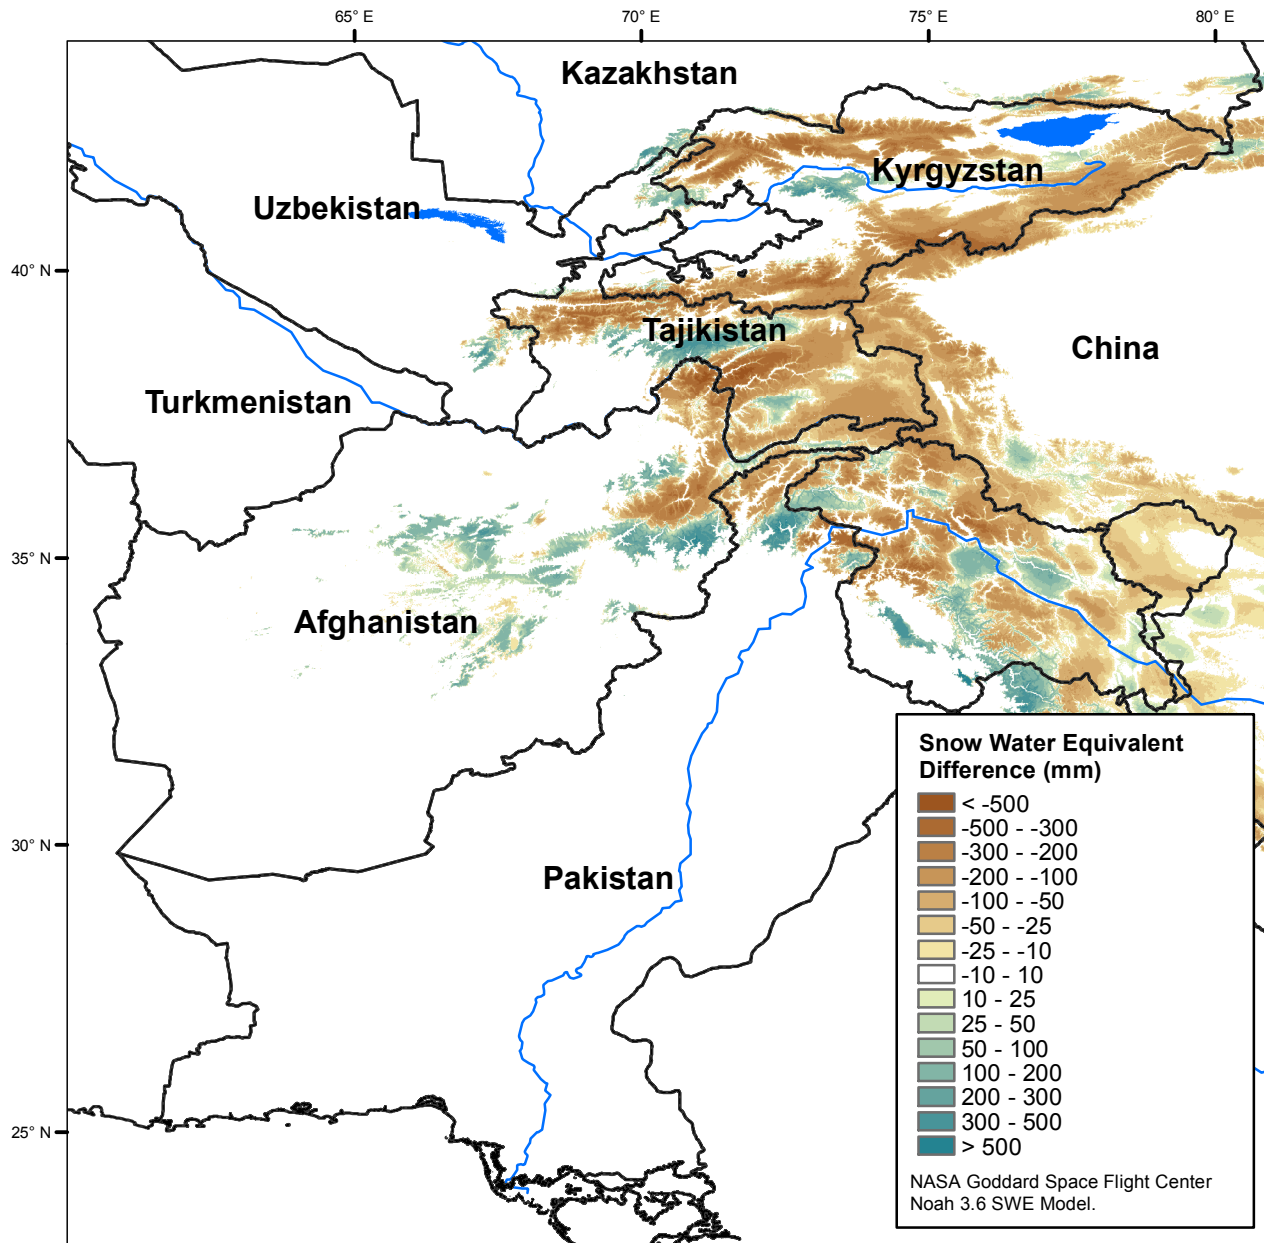 65° E
70° E
75° E
80° E
Kazakhstan
Kyrgyzstan
Uzbekistan
40° N
Tajikistan
China
Turkmenistan
35° N
Afghanistan
Snow Water Equivalent
Difference (mm)
< -500
-500 - -300
-300 - -200
-200 - -100
-100 - -50
-50 - -25
-25 - -10
-10 - 10
10 - 25
25 - 50
50 - 100
100 - 200
200 - 300
300 - 500
> 500
30° N
Pakistan
25° N
NASA Goddard Space Flight Center
Noah 3.6 SWE Model.